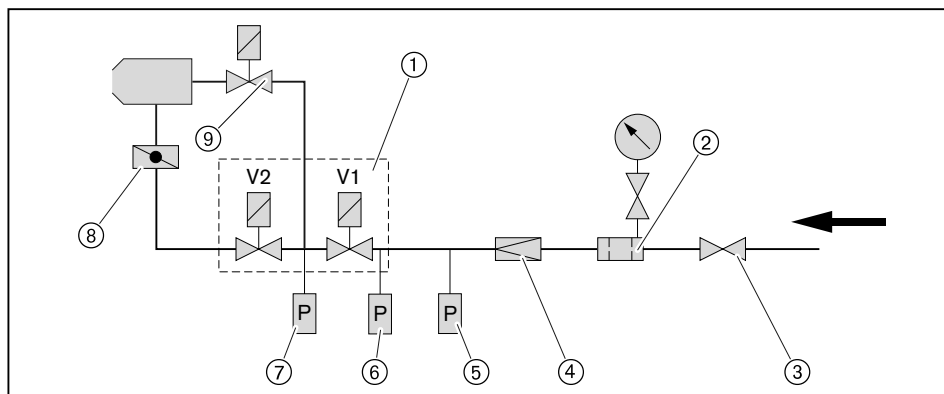 ①
②
⑨
V2 V1
⑧
③
P P P
⑦ ⑥ ⑤ ④